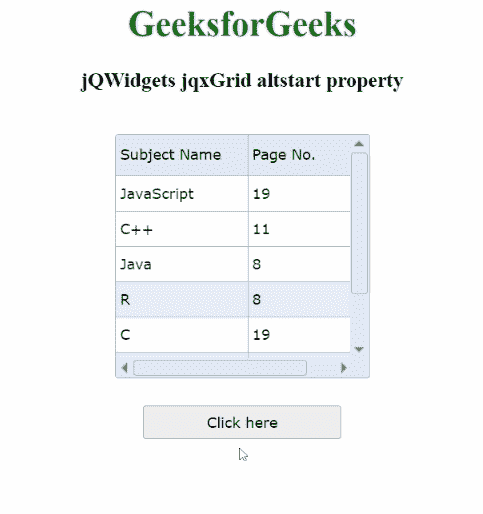 GeeksforGeeks
jQWidgets jqxGrid altstart property
Subject Name Page No.
JavaScript 19
C++ 11
Java 8
R 8
C 19
Click here